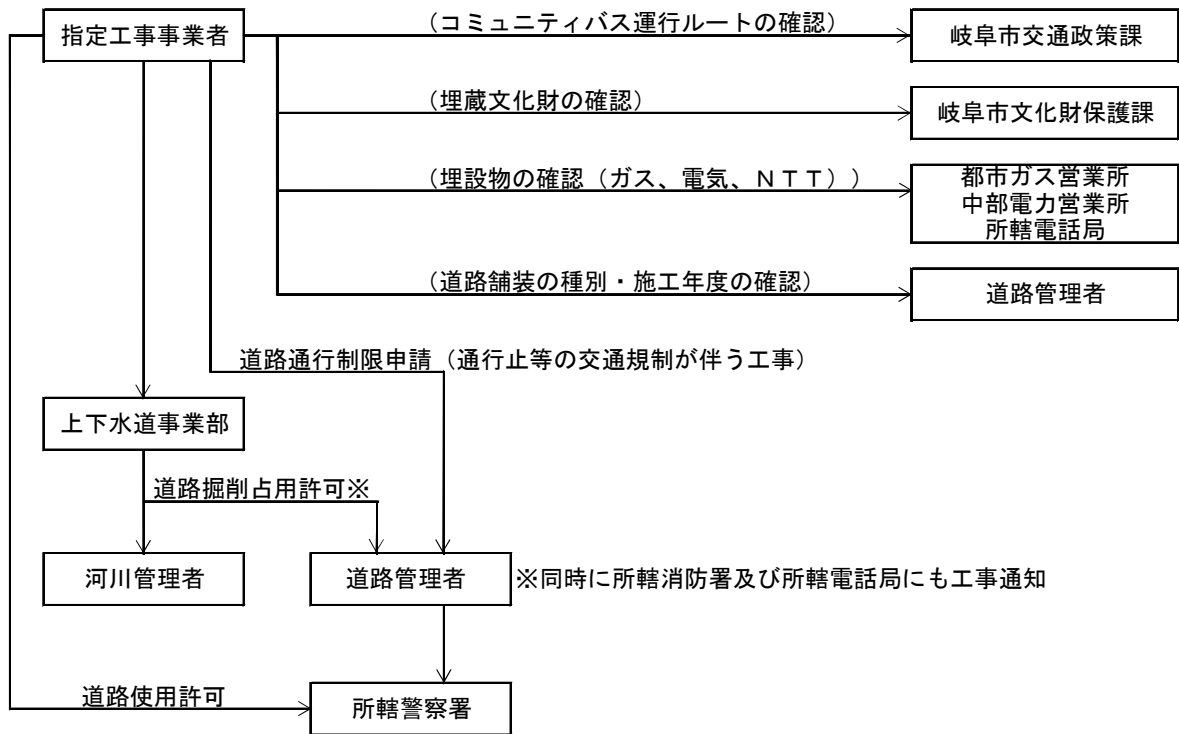 指定工事事業者
(コミュニティバス運行ルートの確認)
岐阜市交通政策課
(埋蔵文化財の確認)
岐阜市文化財保護課
(埋設物の確認（ガス、電気、ＮＴＴ）)
都市ガス営業所
中部電力営業所
所轄電話局
(道路舗装の種別・施工年度の確認)
道路管理者
道路通行制限申請（通行止等の交通規制が伴う工事）
上下水道事業部
道路掘削占用許可※
河川管理者
道路管理者
※同時に所轄消防署及び所轄電話局にも工事通知
道路使用許可
所轄警察署